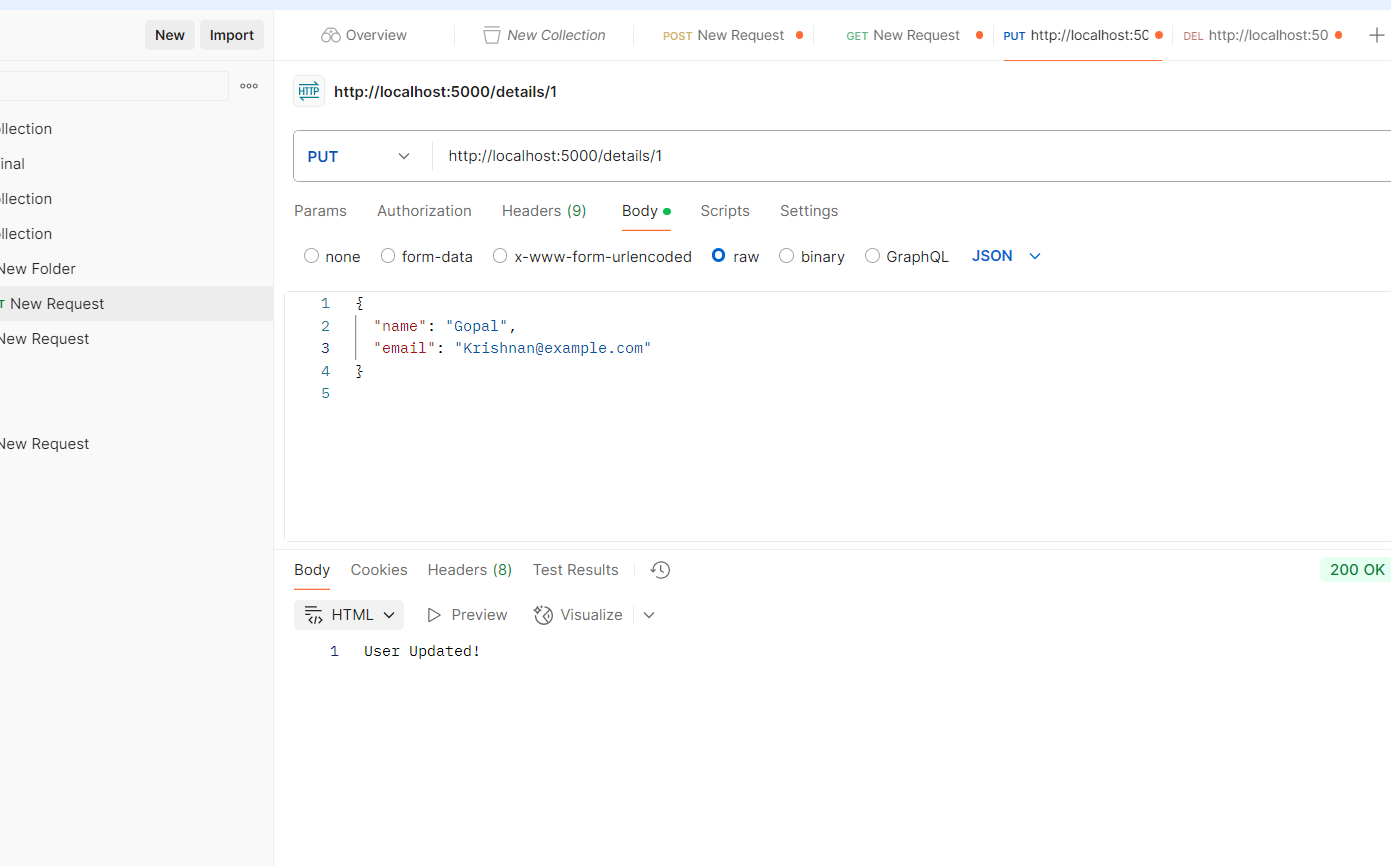 New Import
Overview New Collection POST New Request GET New Request PUT http://localhost:50 DEL http://localhost:50
HTTP http://localhost:5000/details/1
PUT http://localhost:5000/details/1
Params Authorization Headers (9) Body Scripts Settings
none form-data x-www-form-urlencoded raw binary GraphQL JSON
1 {
2 "name": "Gopal",
3 "email": "Krishnan@example.com"
4 }
5
llection
inal
llection
llection
New Folder
T New Request
New Request
New Request
Body Cookies Headers (8) Test Results 200 OK
HTML Preview Visualize
1 User Updated!